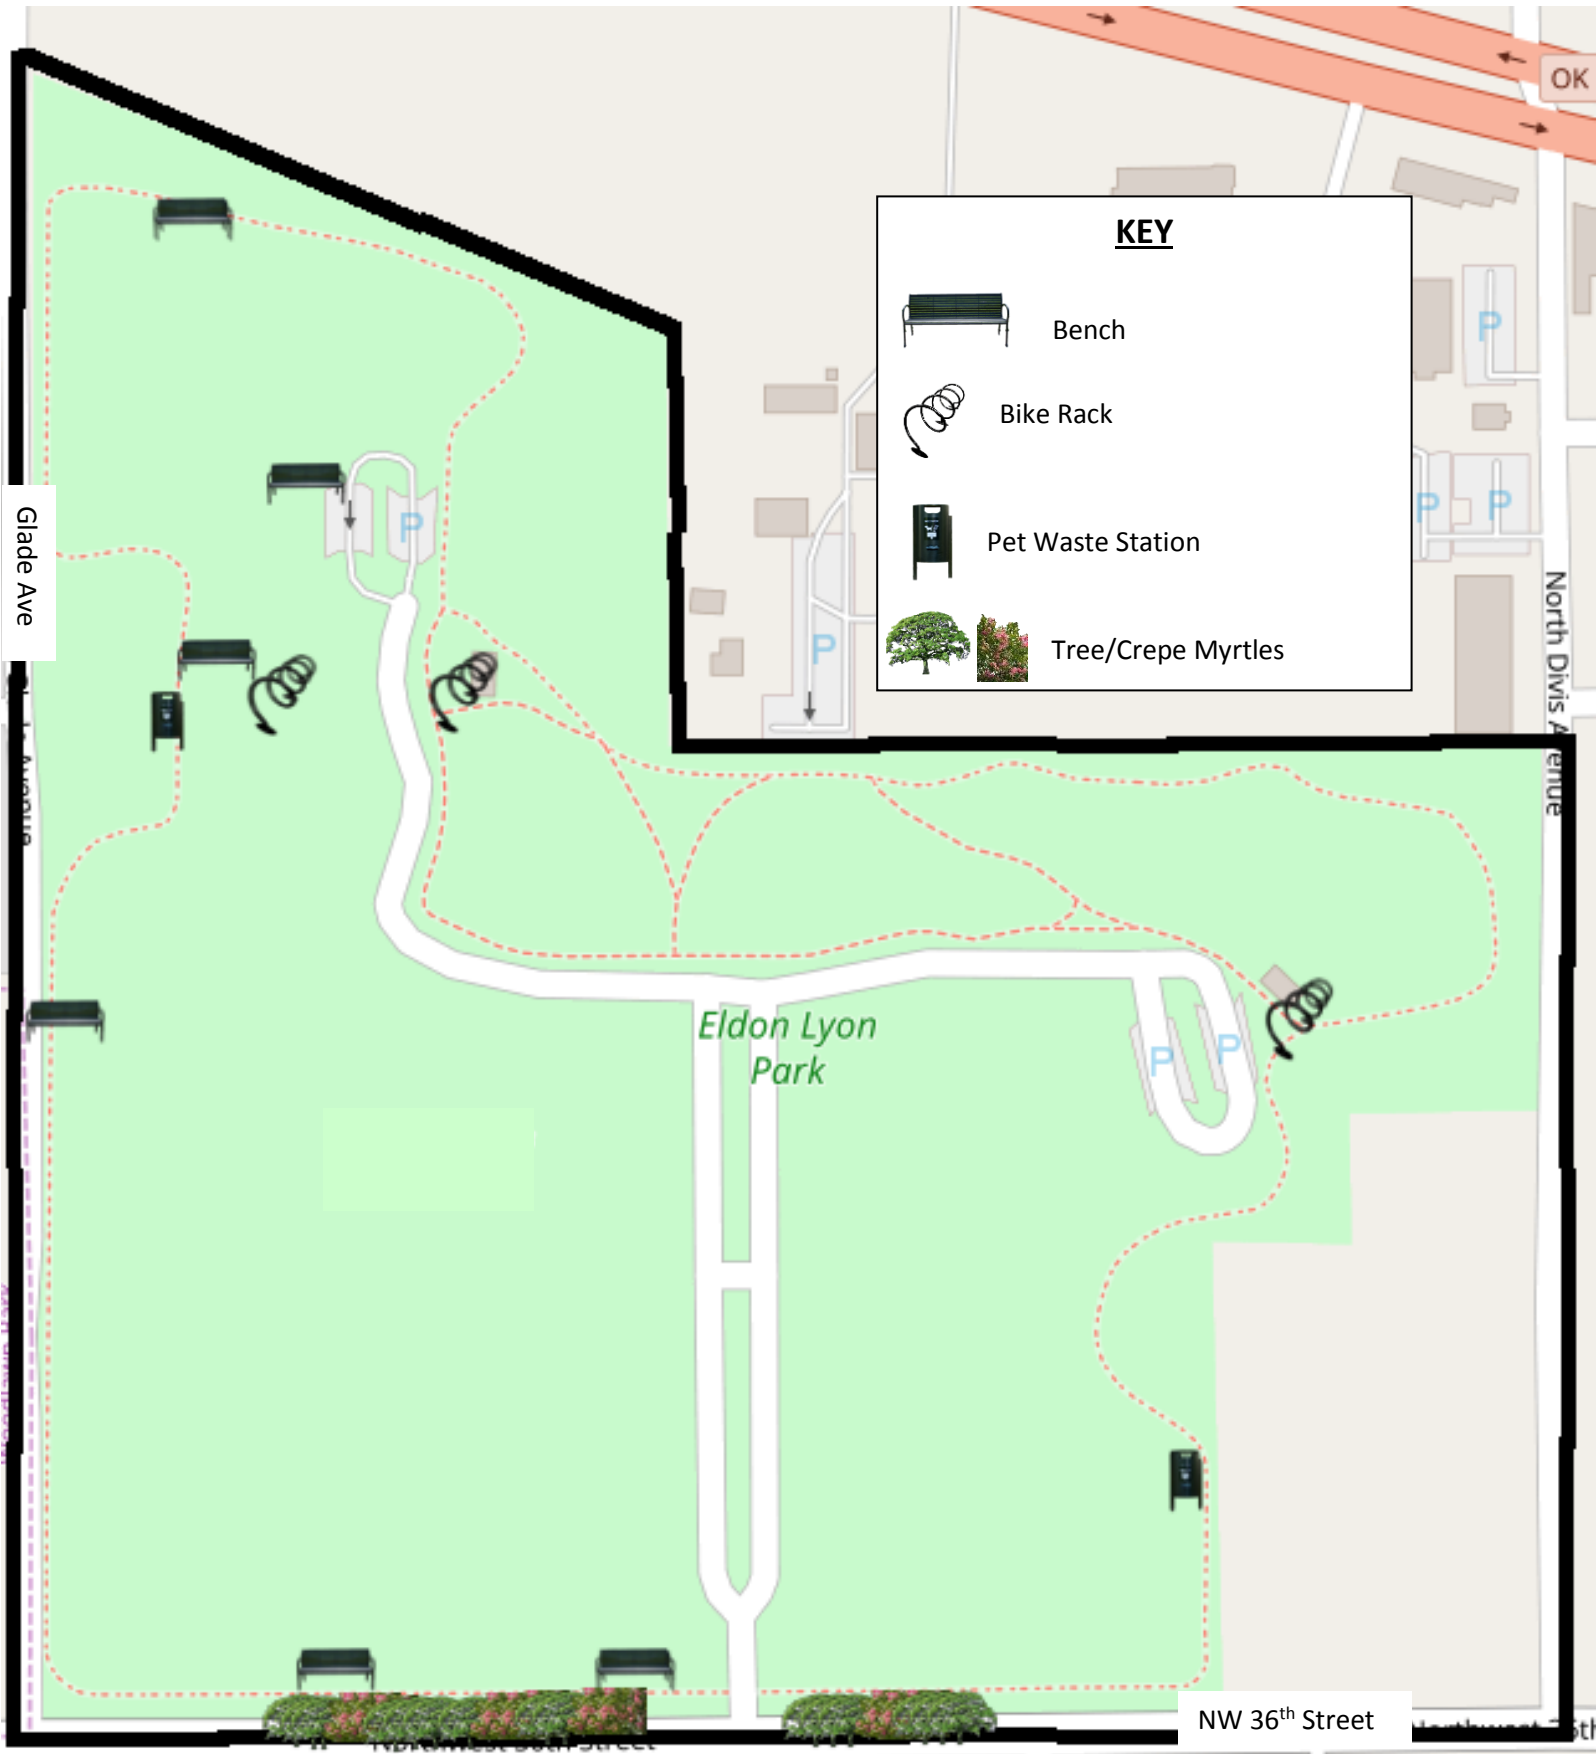 OK
KEY
Bench
Bike Rack
Pet Waste Station
Tree/Crepe Myrtles
P
P
P
P
P
Glade Ave
North Divis
Avenue
Eldon Lyon
Park
P
P
NW 36th Street